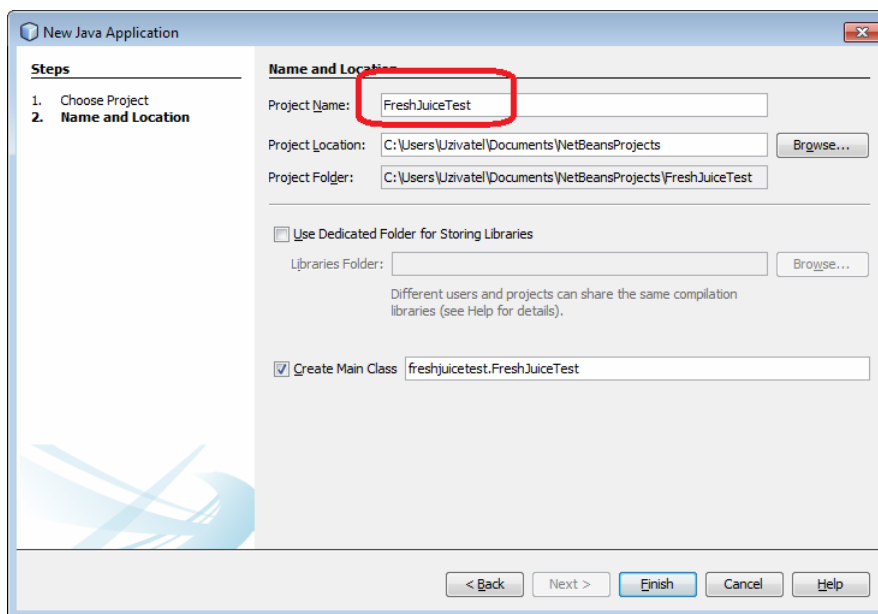 New Java Application
Steps
1. Choose Project
2. Name and Location
Name and Location
Project Name: FreshJuiceTest
Project Location: C:\Users\Uzivatel\Documents\NetBeansProjects Browse...
Project Folder: C:\Users\Uzivatel\Documents\NetBeansProjects\FreshJuiceTest
Use Dedicated Folder for Storing Libraries
Libraries Folder: Browse...
Different users and projects can share the same compilation
libraries (see Help for details).
Create Main Class freshjuicetest.FreshJuiceTest
< Back Next > Finish Cancel Help